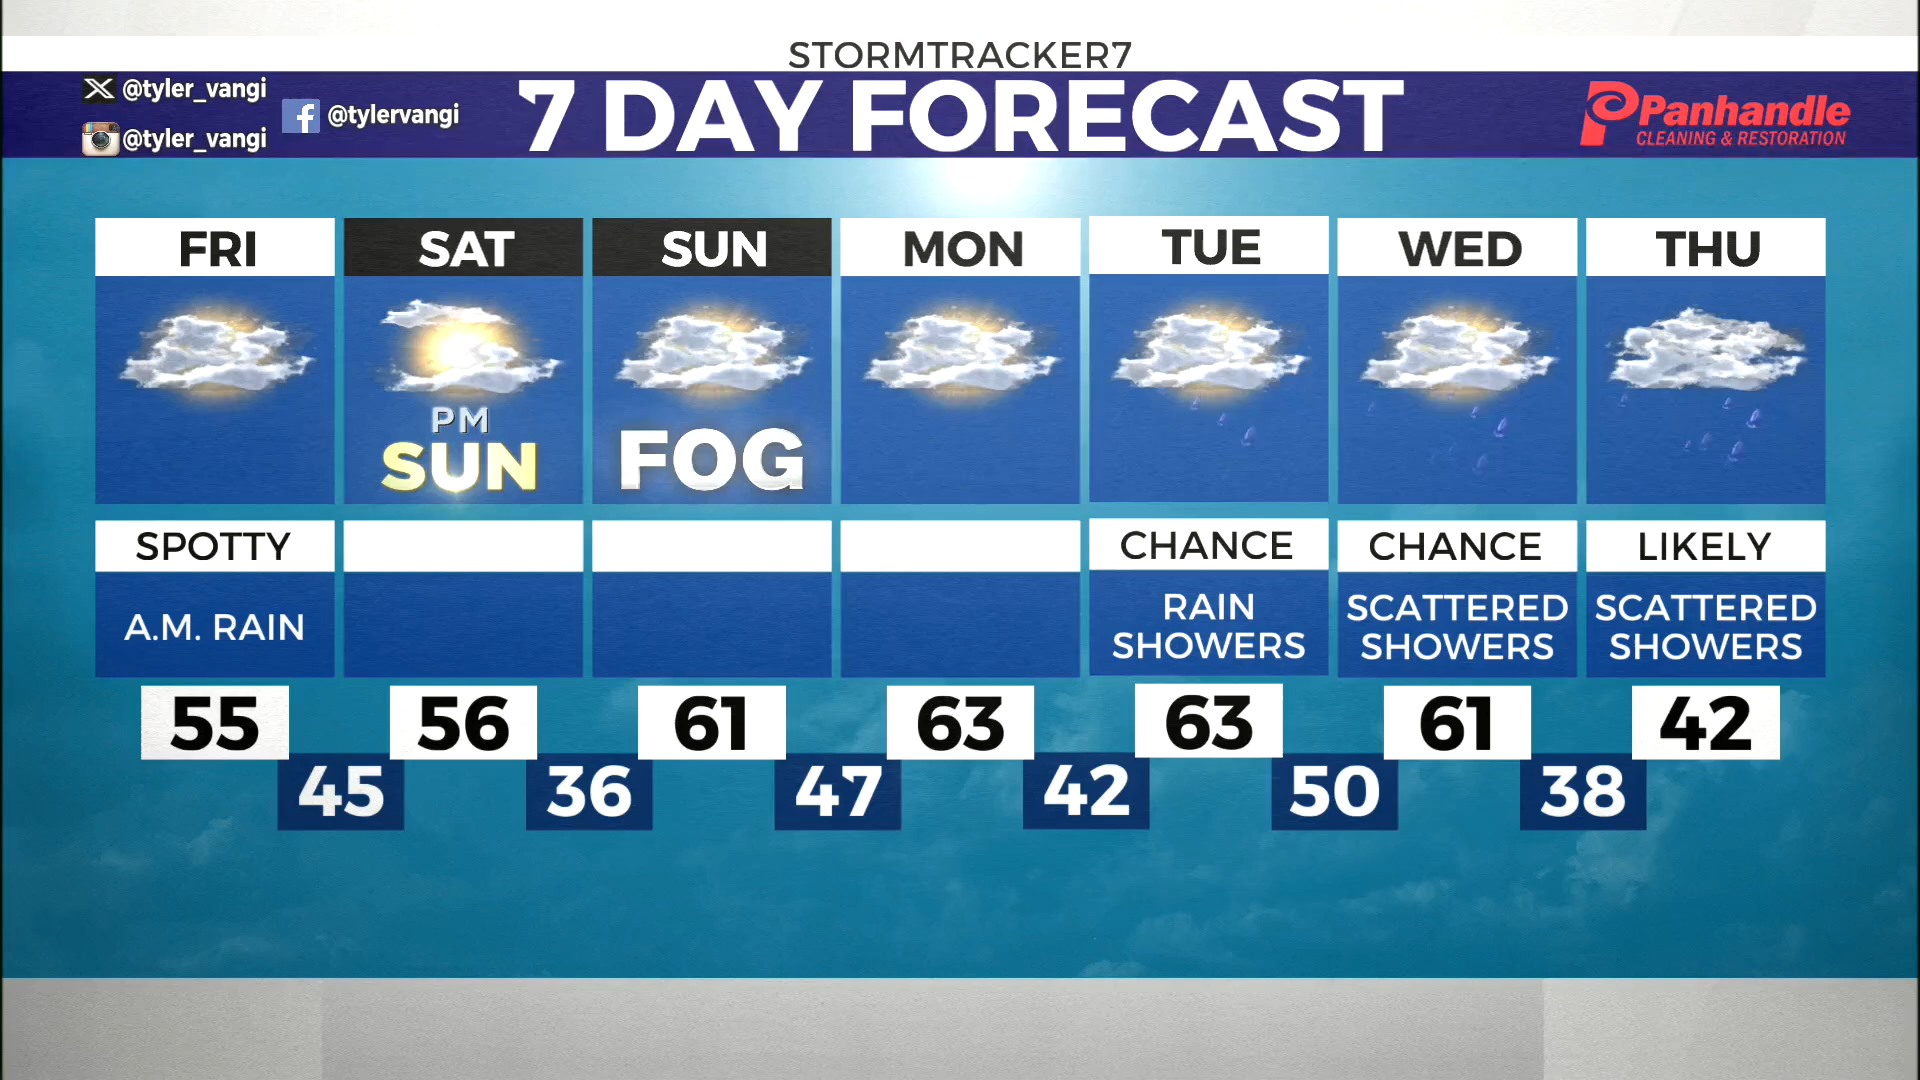 STORMTRACKER7
7 DAY FORECAST
@tyler_vangi
@tyler_vangi
@tylervangi
Panhandle
CLEANING & RESTORATION
FRI
SAT
SUN
MON
TUE
WED
THU
PM
SUN
FOG
SPOTTY
A.M. RAIN
CHANCE
RAIN
SHOWERS
CHANCE
SCATTERED
SHOWERS
LIKELY
SCATTERED
SHOWERS
55
56
61
63
63
61
42
45
36
47
42
50
38